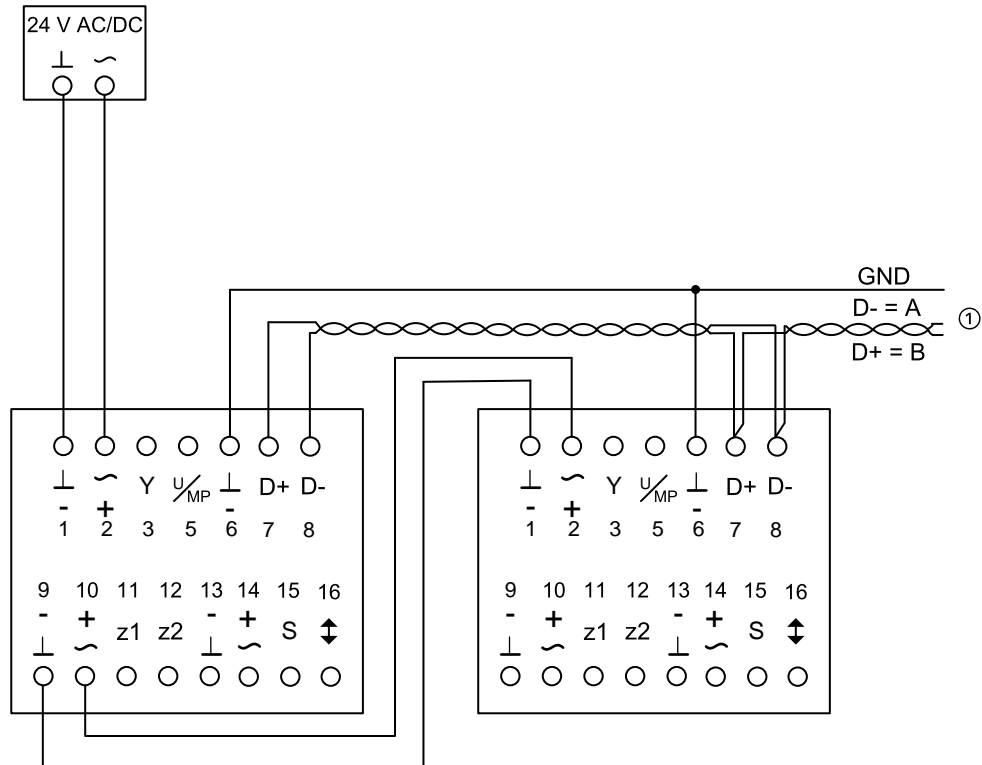 24 V AC/DC
⊥ ~
GND
D- = A
①
D+ = B
⊥ ~ Y U/MP ⊥ D+ D-
- + -
1 2 3 5 6 7 8
9 10 11 12 13 14 15 16
- + z1 z2 - + S ↕
⊥ ~ ⊥ ~
⊥ ~ Y U/MP ⊥ D+ D-
- + -
1 2 3 5 6 7 8
9 10 11 12 13 14 15 16
- + z1 z2 - + S ↕
⊥ ~ ⊥ ~